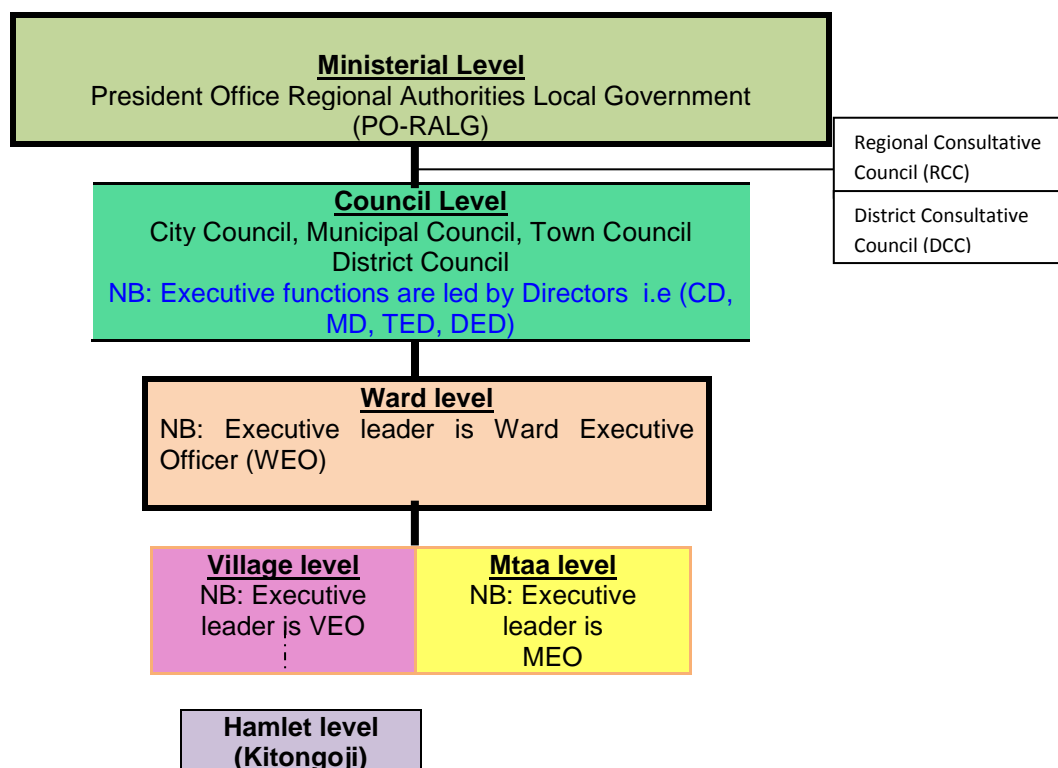 Ministerial Level
President Office Regional Authorities Local Government
(PO-RALG)
Regional Consultative
Council (RCC)
District Consultative
Council (DCC)
Council Level
City Council, Municipal Council, Town Council
District Council
NB: Executive functions are led by Directors i.e (CD,
MD, TED, DED)
Ward level
NB: Executive leader is Ward Executive
Officer (WEO)
Village level
NB: Executive
leader is VEO
Mtaa level
NB: Executive
leader is
MEO
Hamlet level
(Kitongoji)